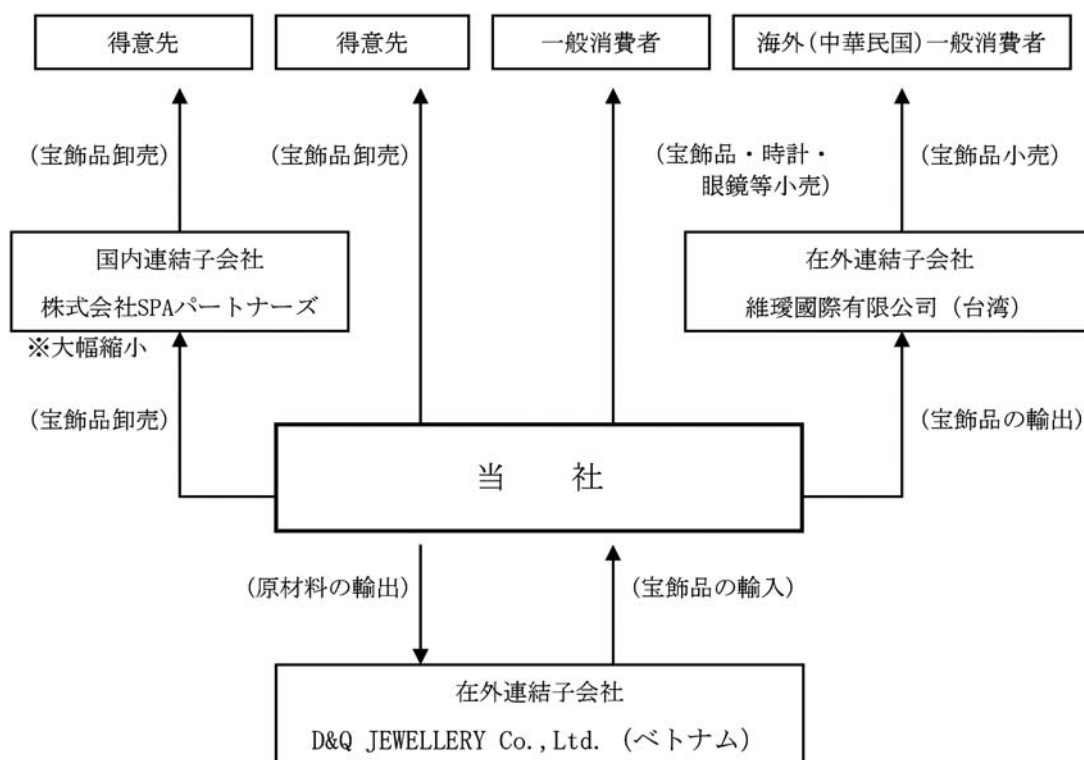 得意先
得意先
一般消費者
海外(中華民国)一般消費者
(宝飾品卸売)
(宝飾品卸売)
(宝飾品・時計・
眼鏡等小売)
(宝飾品小売)
国内連結子会社
株式会社SPAパートナーズ
※大幅縮小
在外連結子会社
維璦國際有限公司（台湾）
(宝飾品卸売)
(宝飾品の輸出)
当　　社
(原材料の輸出)
(宝飾品の輸入)
在外連結子会社
D&Q JEWELLERY Co.,Ltd.（ベトナム）